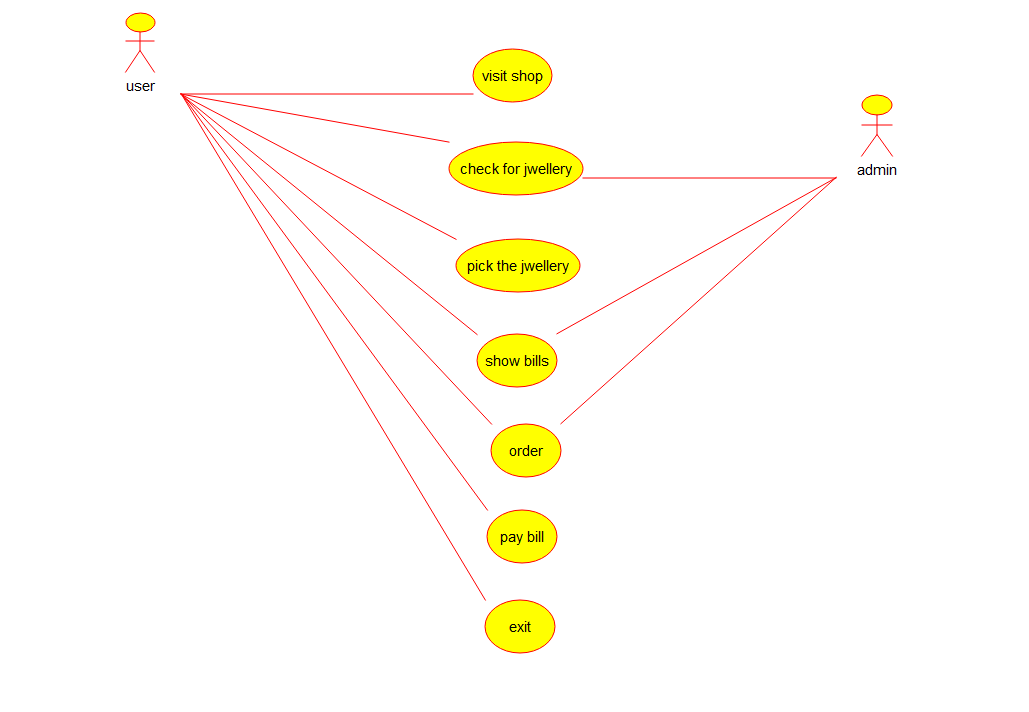 user
visit shop
check for jwellery
admin
pick the jwellery
show bills
order
pay bill
exit